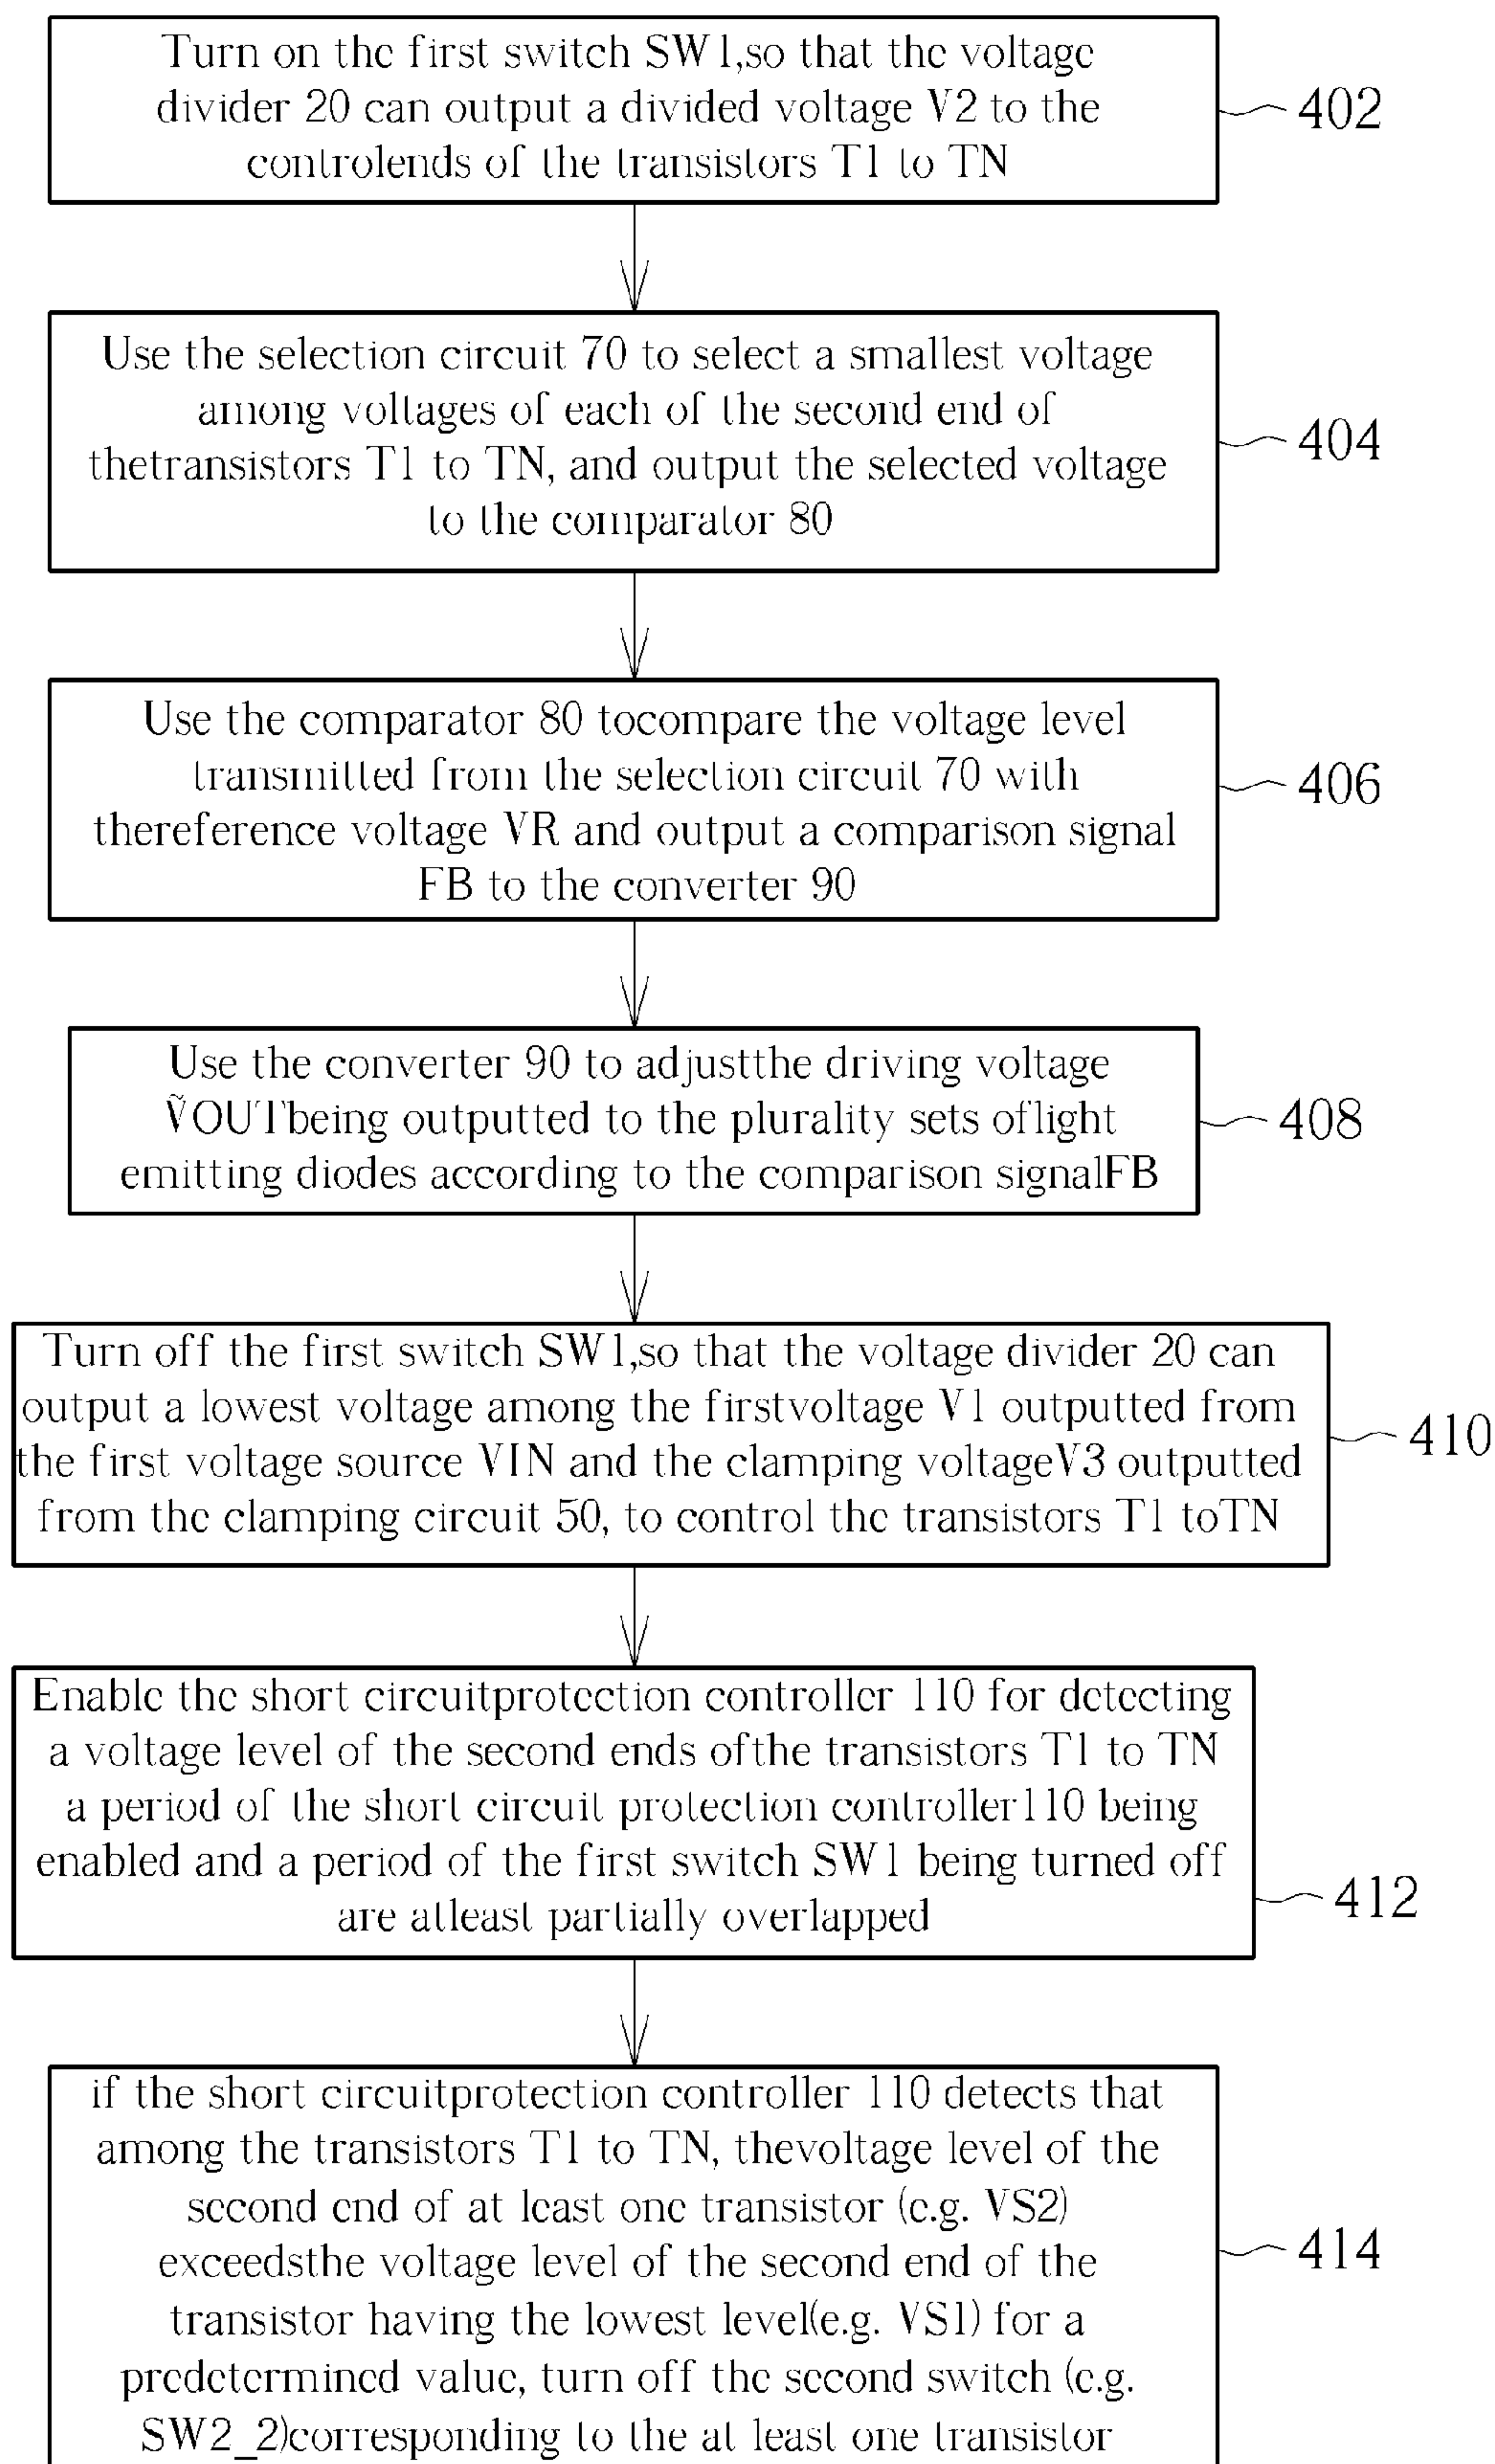 Turn on the first switch SW1,so that the voltage
divider 20 can output a divided voltage V2 to the
controlends of the transistors T1 to TN
402
Use the selection circuit 70 to select a smallest voltage
among voltages of each of the second end of
thetransistors T1 to TN, and output the selected voltage
to the comparator 80
404
Use the comparator 80 tocompare the voltage level
transmitted from the selection circuit 70 with
thereference voltage VR and output a comparison signal
FB to the converter 90
406
Use the converter 90 to adjustthe driving voltage
ṼOUTbeing outputted to the plurality sets oflight
emitting diodes according to the comparison signalFB
408
Turn off the first switch SW1,so that the voltage divider 20 can
output a lowest voltage among the firstvoltage V1 outputted from
the first voltage source VIN and the clamping voltageV3 outputted
from the clamping circuit 50, to control the transistors T1 toTN
410
Enable the short circuitprotection controller 110 for detecting
a voltage level of the second ends ofthe transistors T1 to TN
a period of the short circuit protection controller110 being
enabled and a period of the first switch SW1 being turned off
are atleast partially overlapped
412
if the short circuitprotection controller 110 detects that
among the transistors T1 to TN, thevoltage level of the
second end of at least one transistor (e.g. VS2)
exceedsthe voltage level of the second end of the
transistor having the lowest level(e.g. VS1) for a
predetermined value, turn off the second switch (e.g.
SW2_2)corresponding to the at least one transistor
414